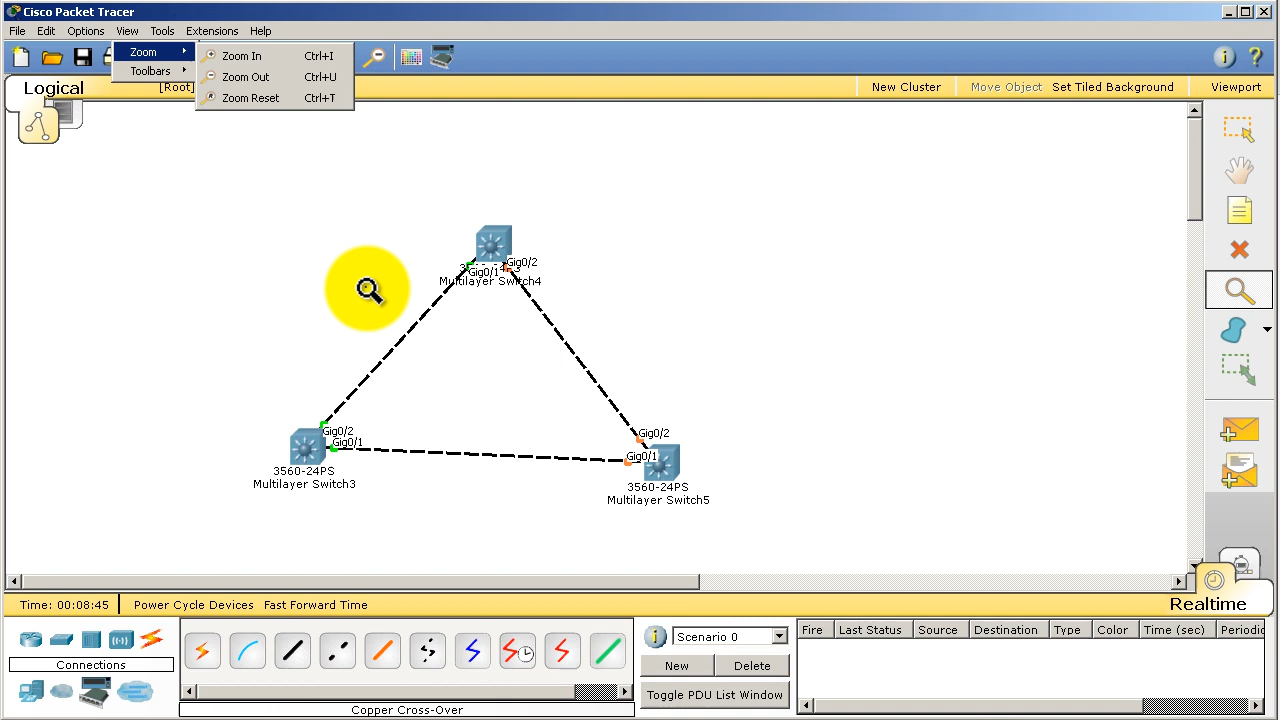 Cisco Packet Tracer
File Edit Options View Tools Extensions Help
Zoom
Toolbars
Zoom In Ctrl+I
Zoom Out Ctrl+U
Zoom Reset Ctrl+T
Logical [Root] New Cluster Move Object Set Tiled Background Viewport
Gig0/2
Gig0/1
Multilayer Switch4
Gig0/2
Gig0/1
3560-24PS
Multilayer Switch3
Gig0/2
Gig0/1
3560-24PS
Multilayer Switch5
Time: 00:08:45 Power Cycle Devices Fast Forward Time Realtime
Connections
Copper Cross-Over
Scenario 0
New Delete
Toggle PDU List Window
Fire Last Status Source Destination Type Color Time (sec) Periodic